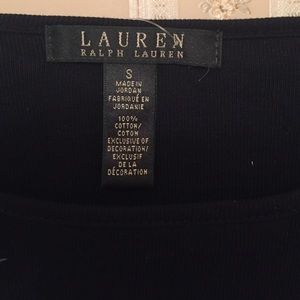 LAUREN
RALPH LAUREN
S
MADE IN
JORDAN
FABRIQUÉ EN
JORDANIE
100%
COTTON/
COTON
EXCLUSIVE OF
DECORATION/
EXCLUSIF
DE LA
DÉCORATION